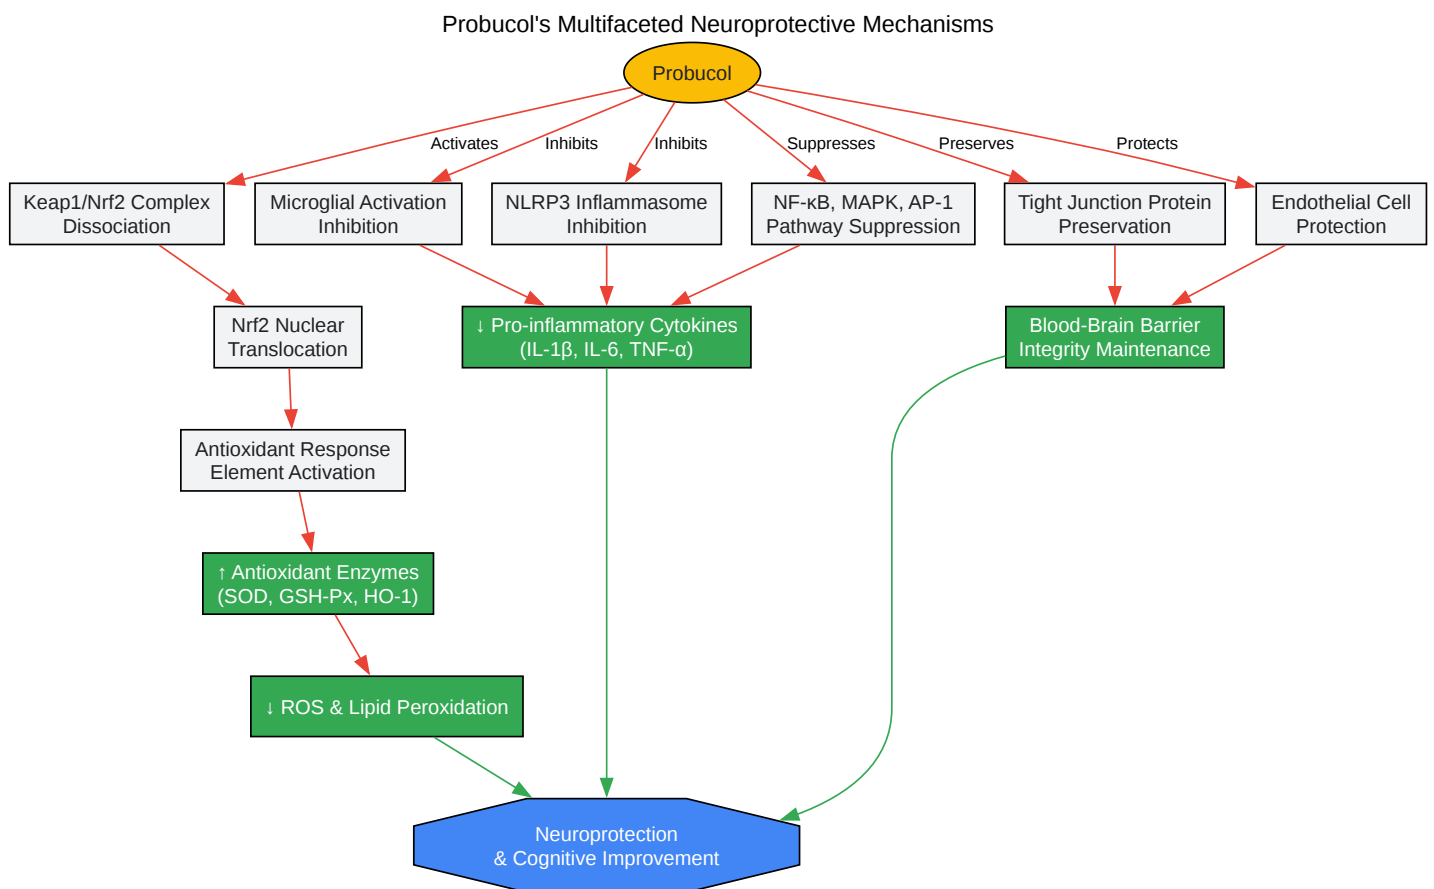 Probucol's Multifaceted Neuroprotective Mechanisms
Probucol
Activates
Inhibits
Inhibits
Suppresses
Preserves
Protects
Keap1/Nrf2 Complex
Dissociation
Microglial Activation
Inhibition
NLRP3 Inflammasome
Inhibition
NF-κB, MAPK, AP-1
Pathway Suppression
Tight Junction Protein
Preservation
Endothelial Cell
Protection
Nrf2 Nuclear
Translocation
↓ Pro-inflammatory Cytokines
(IL-1β, IL-6, TNF-α)
Blood-Brain Barrier
Integrity Maintenance
Antioxidant Response
Element Activation
↑ Antioxidant Enzymes
(SOD, GSH-Px, HO-1)
↓ ROS & Lipid Peroxidation
Neuroprotection
& Cognitive Improvement